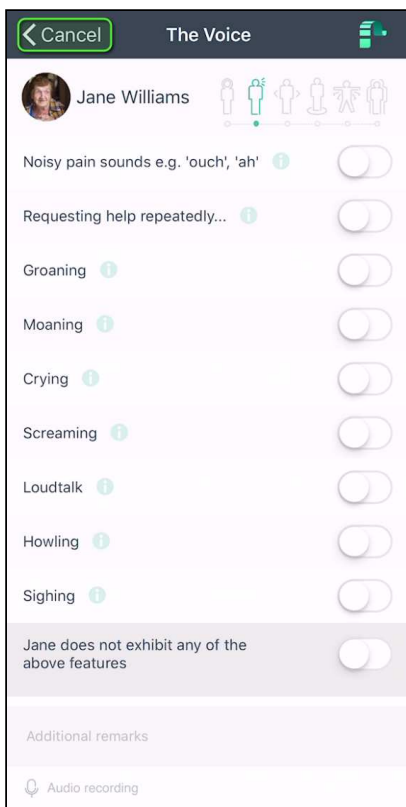 Cancel The Voice
Jane Williams
Noisy pain sounds e.g. 'ouch', 'ah'
Requesting help repeatedly...
Groaning
Moaning
Crying
Screaming
Loudtalk
Howling
Sighing
Jane does not exhibit any of the
above features
Additional remarks
Audio recording